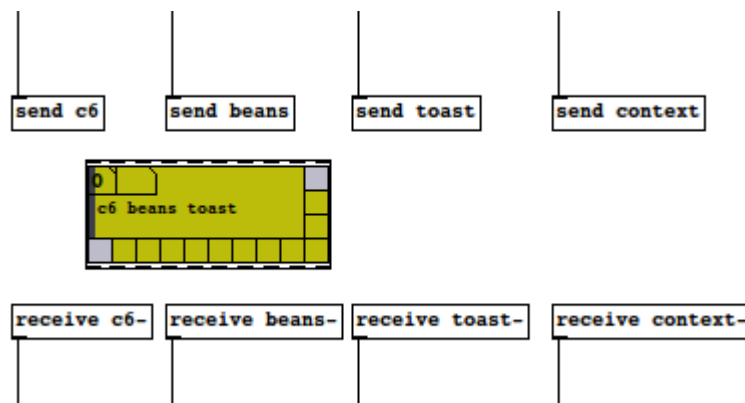 send c6 send beans send toast send context
0
c6 beans toast
receive c6- receive beans- receive toast- receive context-